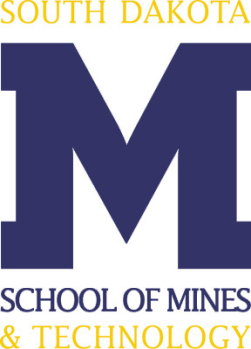 SOUTH DAKOTA
M
SCHOOL OF MINES
& TECHNOLOGY